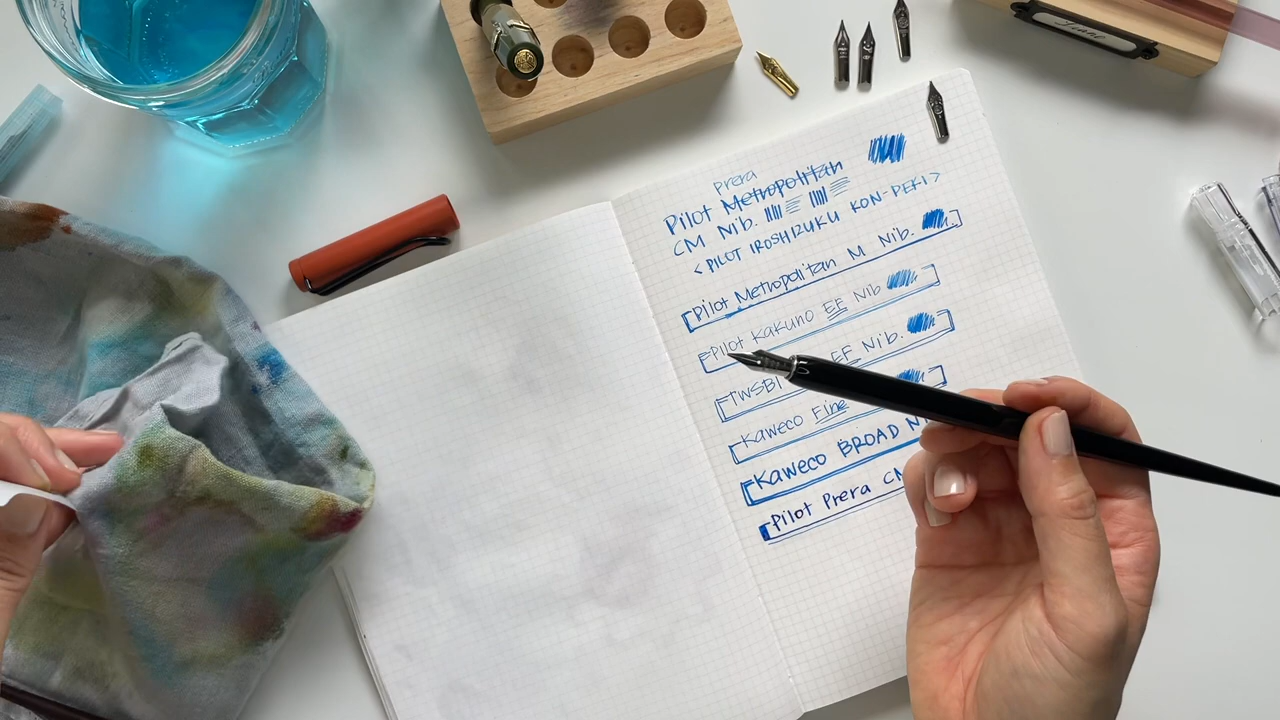 Prera
Pilot Metropolitan
CM Nib.
<PILOT IROSHIZUKU KON-PEKI>
Pilot Metropolitan M Nib.
Pilot Kakuno EF Nib
TWSBI EF Nib.
Kaweco Fine
Kaweco BROAD NI
Pilot Prera CM